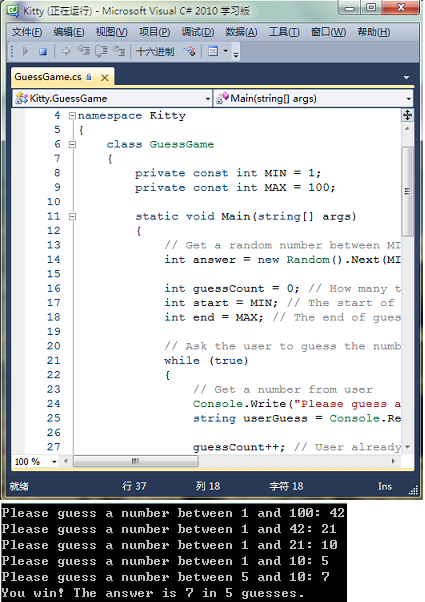 Kitty (正在运行) - Microsoft Visual C# 2010 学习版
文件(F) 编辑(E) 视图(V) 项目(P) 调试(D) 数据(A) 工具(T) 窗口(W) 帮助(H)
十六进制
GuessGame.cs
Kitty.GuessGame Main(string[] args)
4 namespace Kitty
5 {
6 class GuessGame
7 {
8 private const int MIN = 1;
9 private const int MAX = 100;
10
11 static void Main(string[] args)
12 {
13 // Get a random number between MI
14 int answer = new Random().Next(MI
15
16 int guessCount = 0; // How many t
17 int start = MIN; // The start of
18 int end = MAX; // The end of gues
19
20 // Ask the user to guess the numb
21 while (true)
22 {
23 // Get a number from user
24 Console.Write("Please guess a
25 string userGuess = Console.Re
26
27 guessCount++; // User already
100 %
就绪 行 37 列 18 字符 18 Ins
Please guess a number between 1 and 100: 42
Please guess a number between 1 and 42: 21
Please guess a number between 1 and 21: 10
Please guess a number between 1 and 10: 5
Please guess a number between 5 and 10: 7
You win! The answer is 7 in 5 guesses.